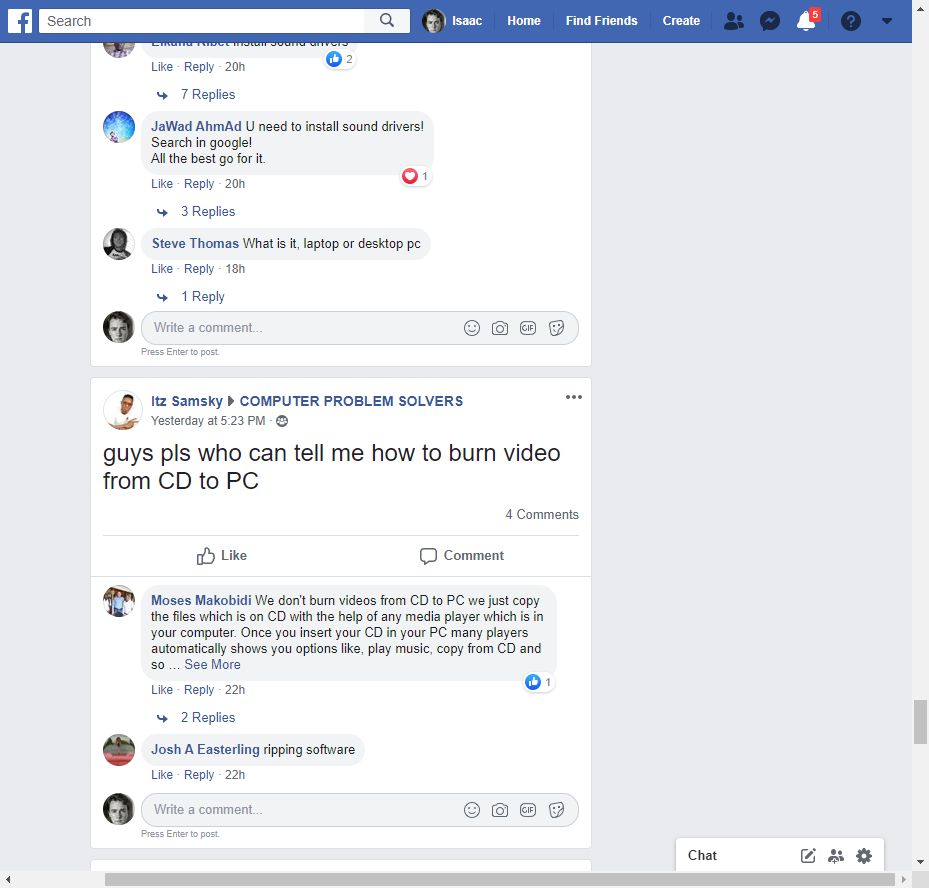 Search
Isaac
Home
Find Friends
Create
5
Elkana Kibet Install sound drivers
2
Like · Reply · 20h
7 Replies
JaWad AhmAd U need to install sound drivers!
Search in google!
All the best go for it.
1
Like · Reply · 20h
3 Replies
Steve Thomas What is it, laptop or desktop pc
Like · Reply · 18h
1 Reply
Write a comment...
GIF
Press Enter to post.
Itz Samsky COMPUTER PROBLEM SOLVERS
Yesterday at 5:23 PM ·
guys pls who can tell me how to burn video
from CD to PC
4 Comments
Like
Comment
Moses Makobidi We don't burn videos from CD to PC we just copy
the files which is on CD with the help of any media player which is in
your computer. Once you insert your CD in your PC many players
automatically shows you options like, play music, copy from CD and
so … See More
1
Like · Reply · 22h
2 Replies
Josh A Easterling ripping software
Like · Reply · 22h
Write a comment...
GIF
Press Enter to post.
Chat